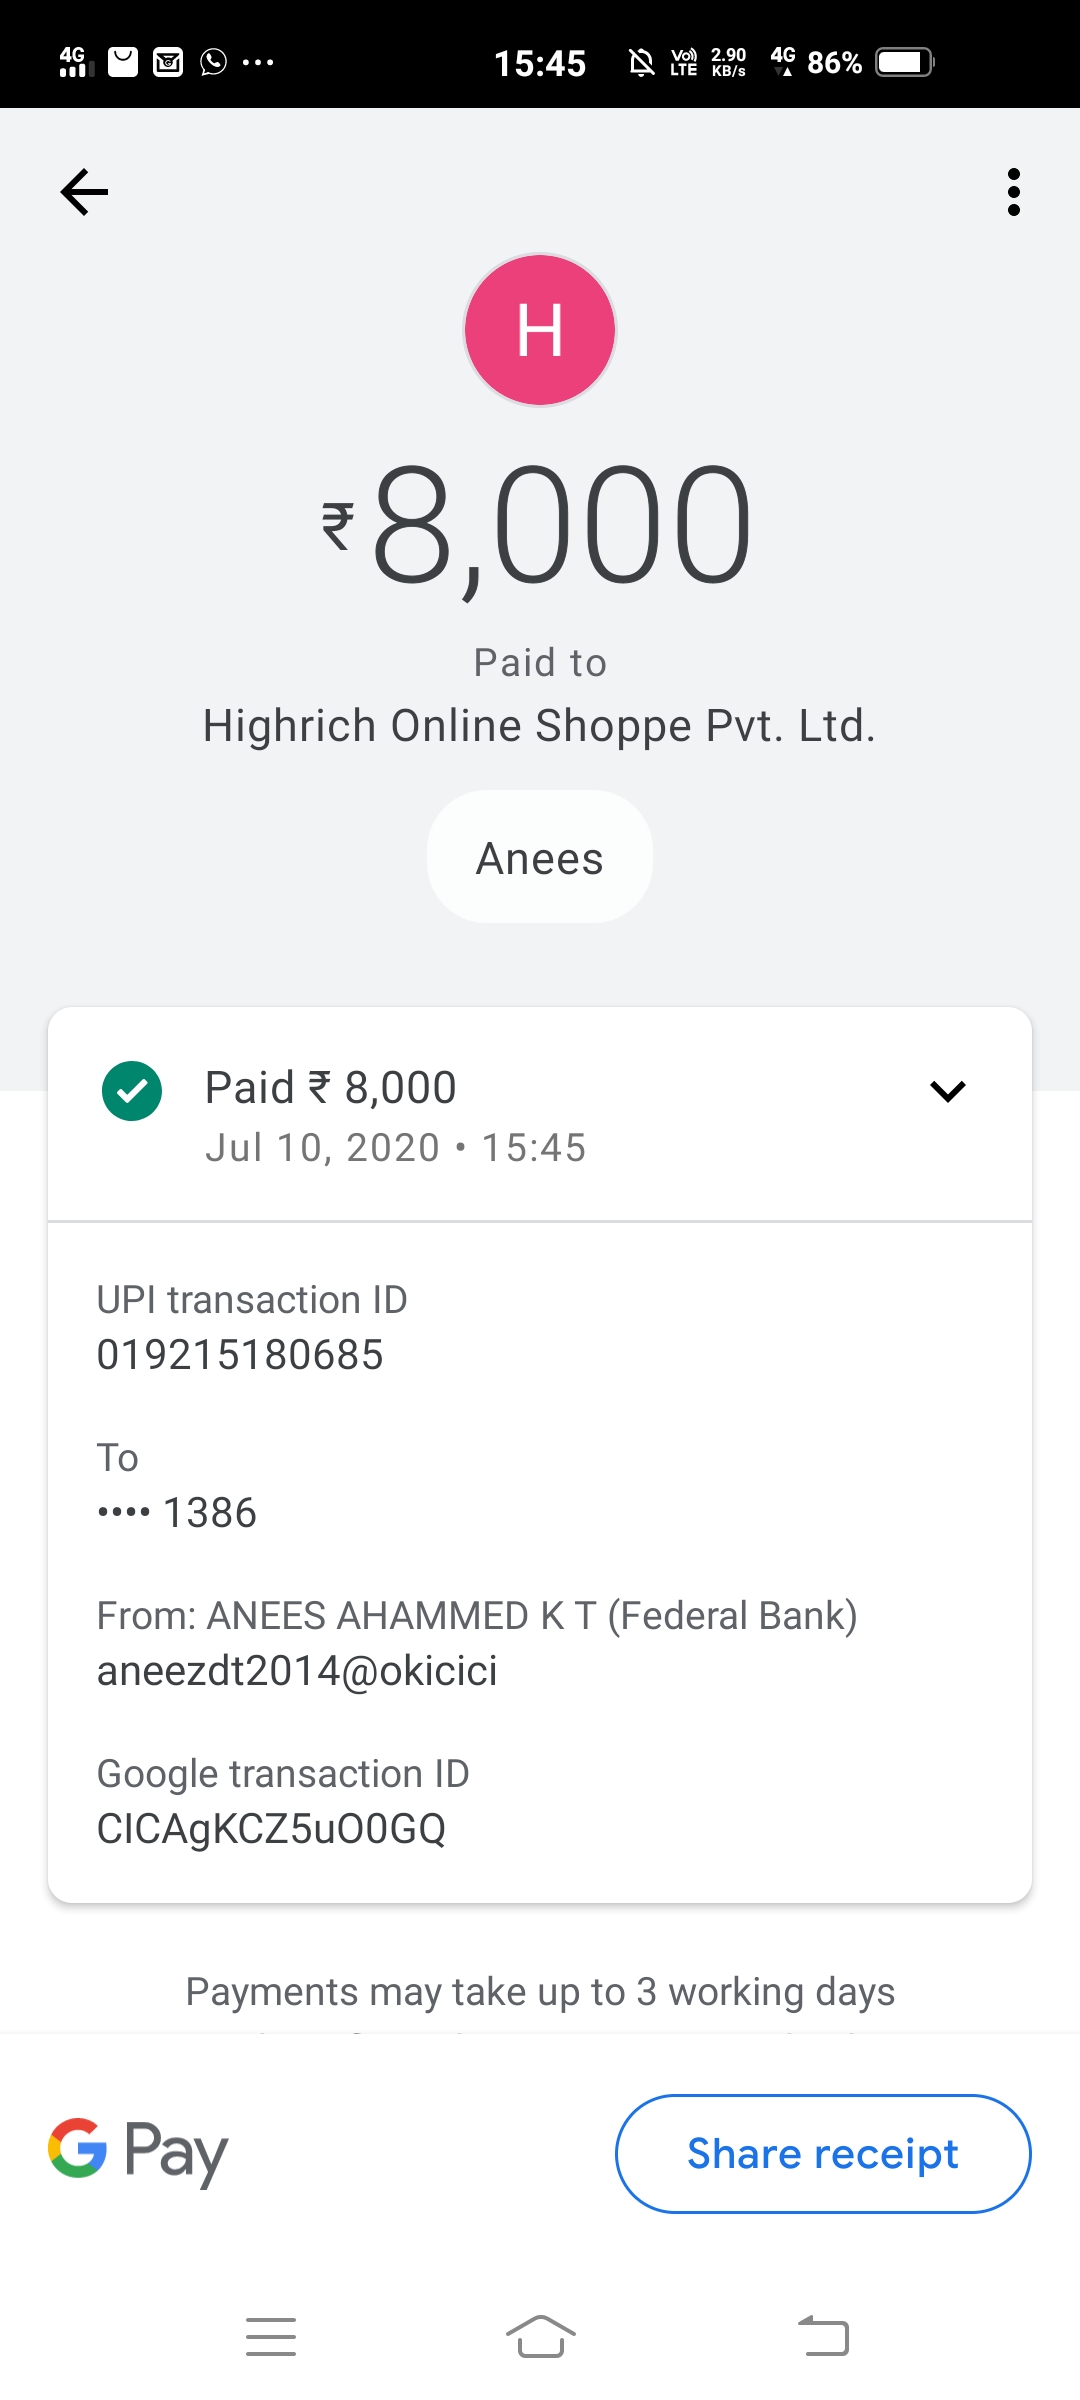 4G 15:45 Vo)) LTE 2.90 KB/s 4G 86%
H
₹8,000
Paid to
Highrich Online Shoppe Pvt. Ltd.
Anees
Paid ₹ 8,000
Jul 10, 2020 • 15:45
UPI transaction ID
019215180685
To
•••• 1386
From: ANEES AHAMMED K T (Federal Bank)
aneezdt2014@okicici
Google transaction ID
CICAgKCZ5uO0GQ
Payments may take up to 3 working days
G Pay
Share receipt